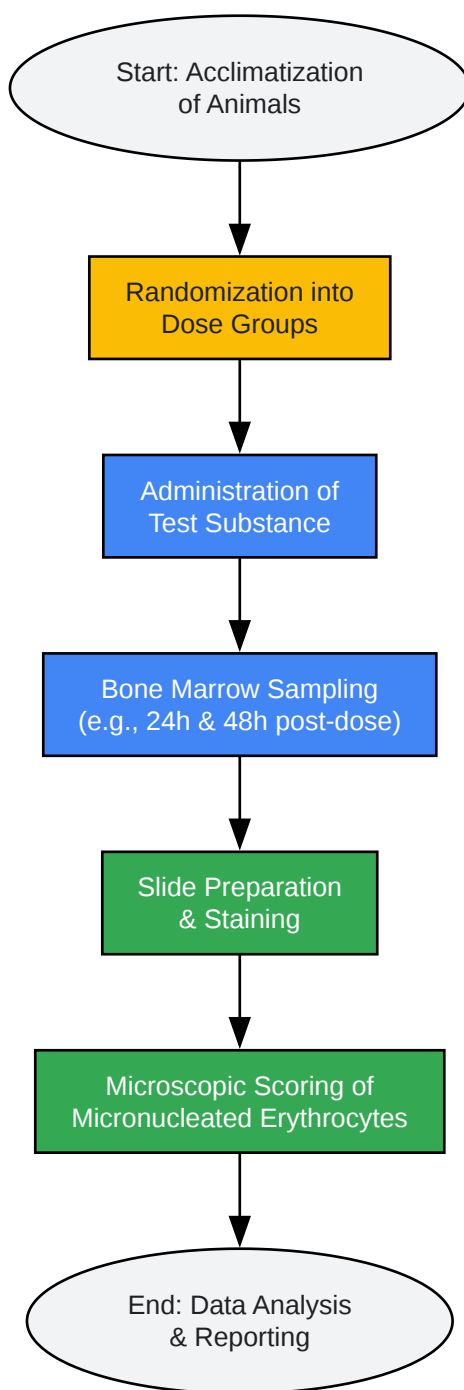 Start: Acclimatization
of Animals
Randomization into
Dose Groups
Administration of
Test Substance
Bone Marrow Sampling
(e.g., 24h & 48h post-dose)
Slide Preparation
& Staining
Microscopic Scoring of
Micronucleated Erythrocytes
End: Data Analysis
& Reporting